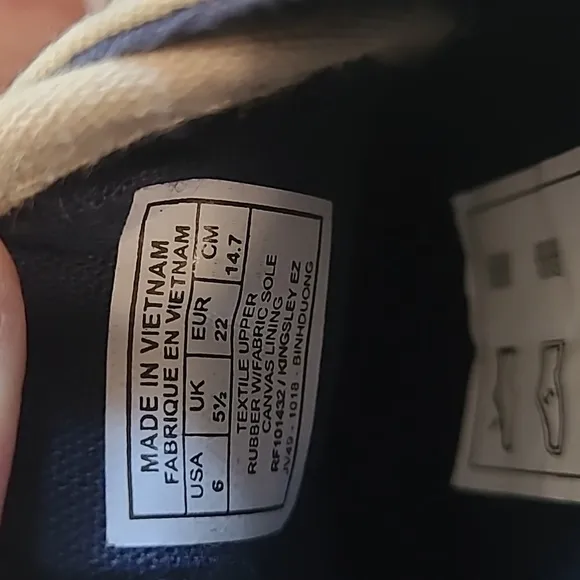 MADE IN VIETNAM
FABRIQUE EN VIETNAM
USA UK EUR CM
6 5½ 22 14.7
TEXTILE UPPER
RUBBER W/FABRIC SOLE
CANVAS LINING
RF101432 / KINGSLEY EZ
JV49 - 1018 - BINHDUONG